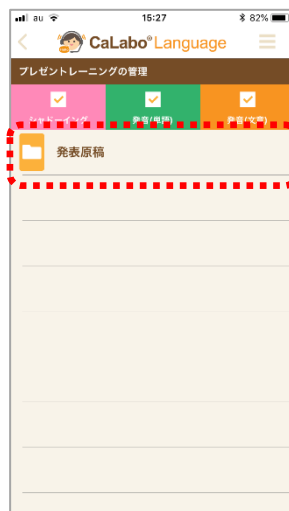 au 15:27 82%
CaLabo® Language
プレゼントレーニングの管理
シャドーイング 発音(単語) 発音(文章)
発表原稿